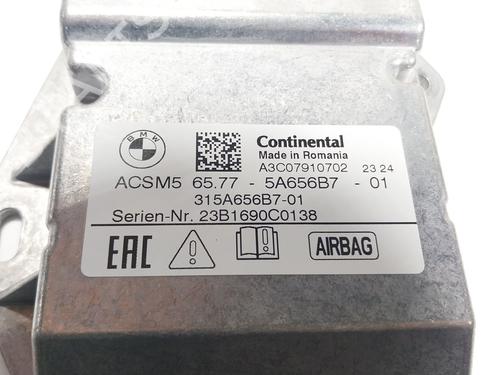 BMW
Continental
Made in Romania
A3C07910702 23 24
ACSM5 65.77 - 5A656B7 - 01
315A656B7-01
Serien-Nr. 23B1690C0138
EAC
AIRBAG